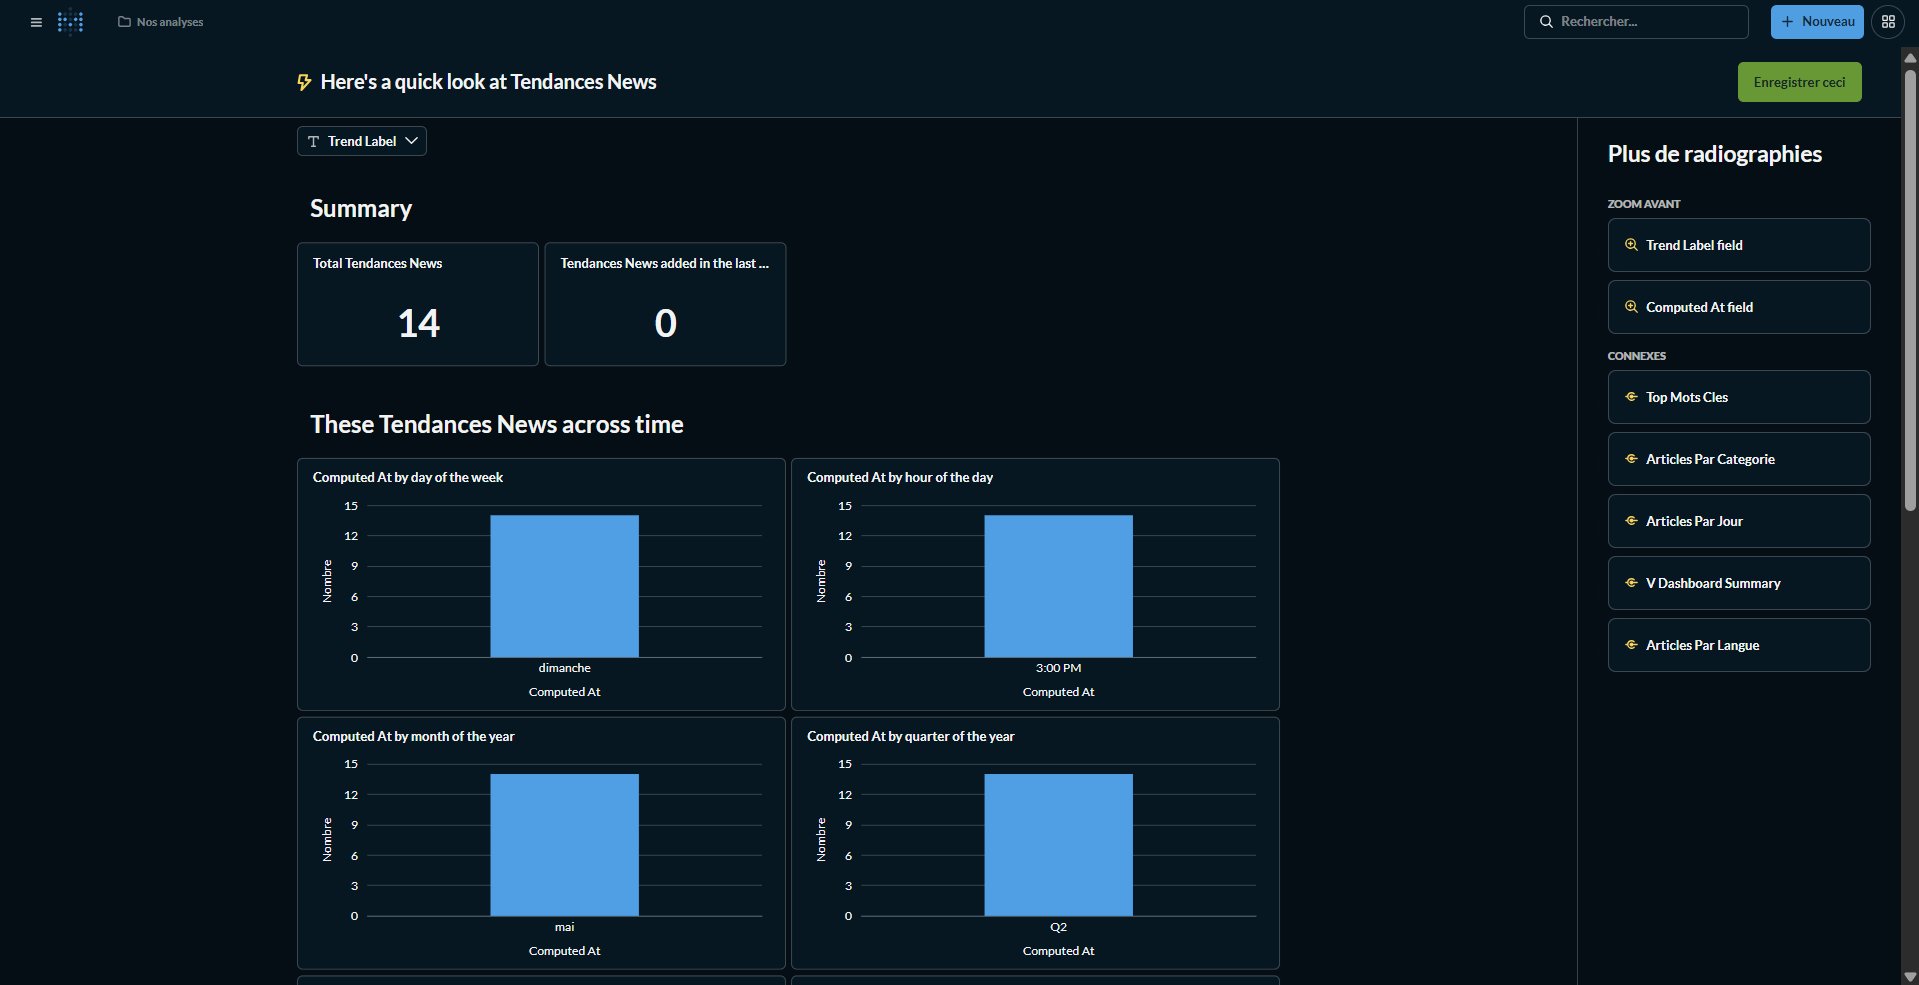 Nos analyses
Rechercher...
+ Nouveau
Here's a quick look at Tendances News
Enregistrer ceci
Trend Label
Summary
Total Tendances News
14
Tendances News added in the last ...
0
These Tendances News across time
Computed At by day of the week
15
12
9
6
3
0
Nombre
dimanche
Computed At
Computed At by hour of the day
15
12
9
6
3
0
Nombre
3:00 PM
Computed At
Computed At by month of the year
15
12
9
6
3
0
Nombre
mai
Computed At
Computed At by quarter of the year
15
12
9
6
3
0
Nombre
Q2
Computed At
Plus de radiographies
ZOOM AVANT
Trend Label field
Computed At field
CONNEXES
Top Mots Cles
Articles Par Categorie
Articles Par Jour
V Dashboard Summary
Articles Par Langue